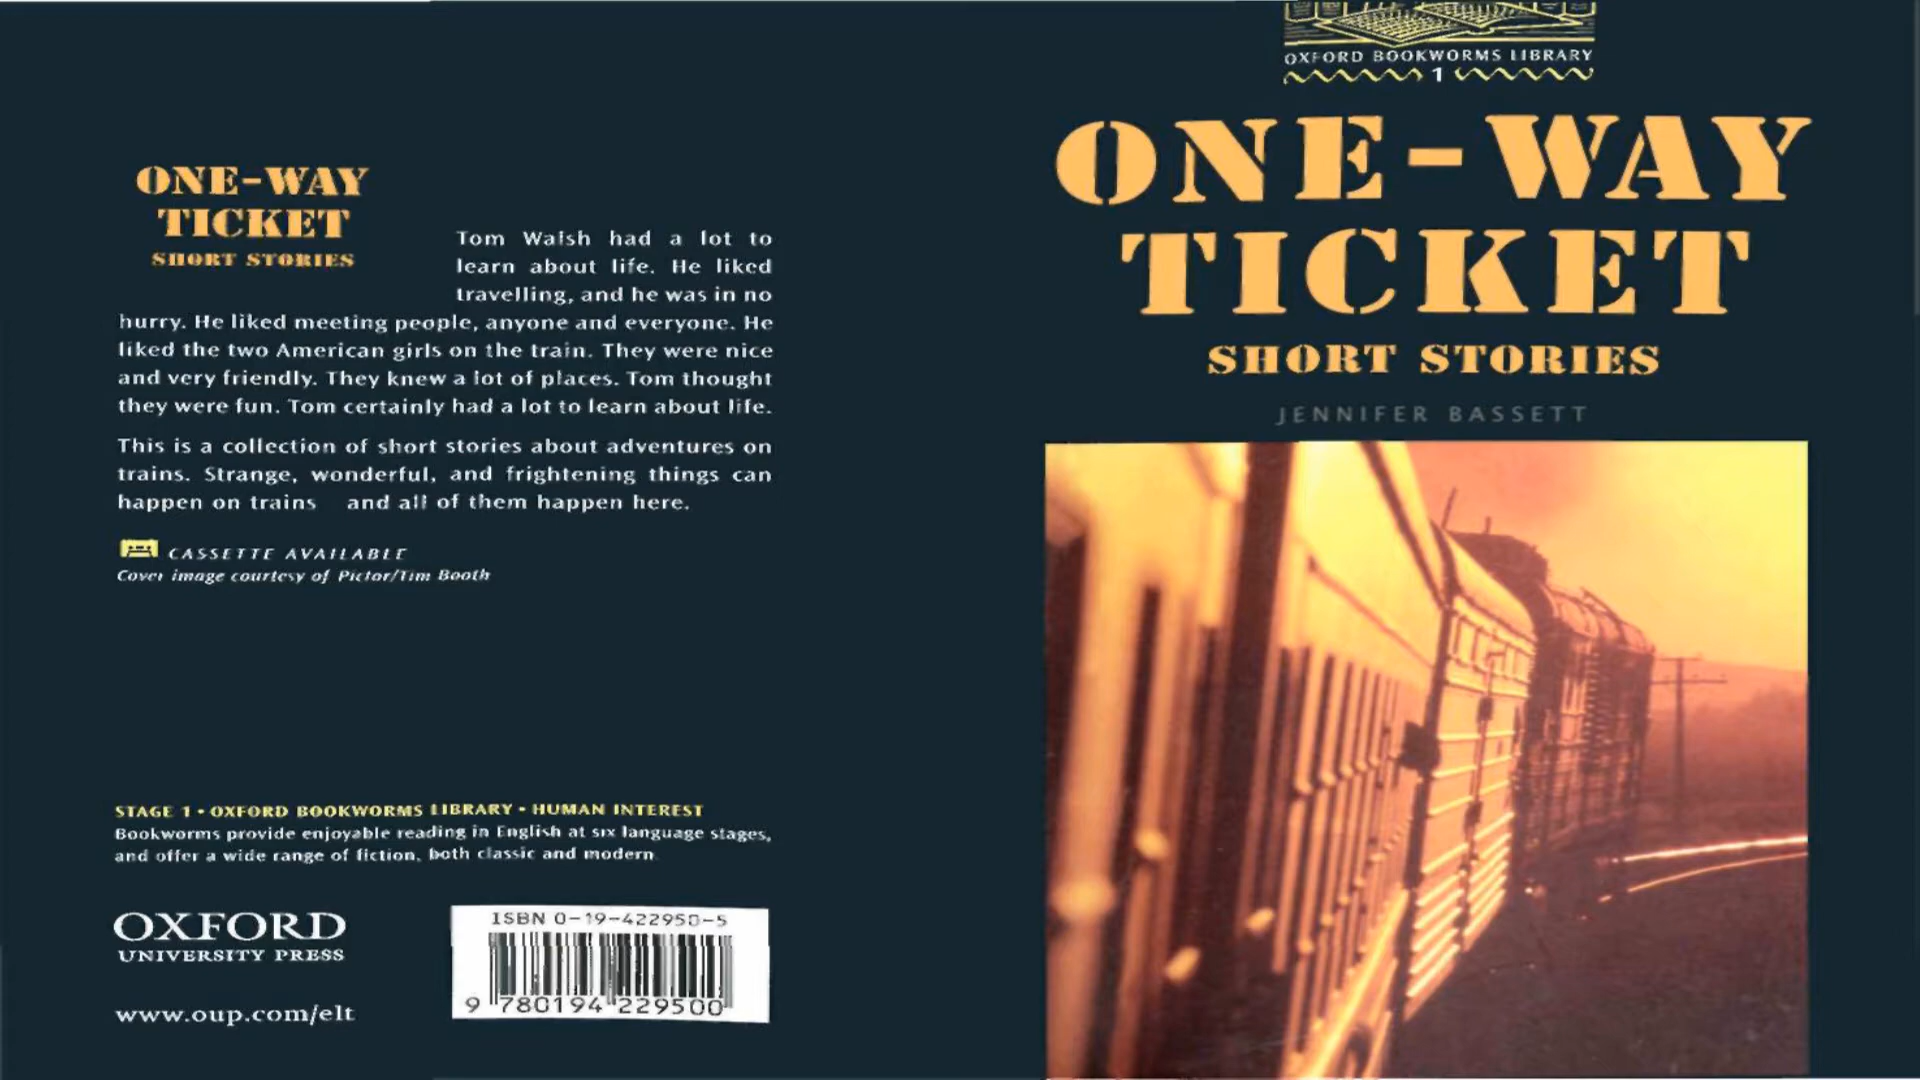 ONE-WAY
TICKET
SHORT STORIES
Tom Walsh had a lot to
learn about life. He liked
travelling, and he was in no
hurry. He liked meeting people, anyone and everyone. He
liked the two American girls on the train. They were nice
and very friendly. They knew a lot of places. Tom thought
they were fun. Tom certainly had a lot to learn about life.
This is a collection of short stories about adventures on
trains. Strange, wonderful, and frightening things can
happen on trains and all of them happen here.
CASSETTE AVAILABLE
Cover image courtesy of Pictor/Tim Booth
STAGE 1 • OXFORD BOOKWORMS LIBRARY • HUMAN INTEREST
Bookworms provide enjoyable reading in English at six language stages,
and offer a wide range of fiction, both classic and modern
OXFORD
UNIVERSITY PRESS
www.oup.com/elt
ISBN 0-19-422950-5
9 780194 229500
OXFORD BOOKWORMS LIBRARY
1
ONE-WAY
TICKET
SHORT STORIES
JENNIFER BASSETT